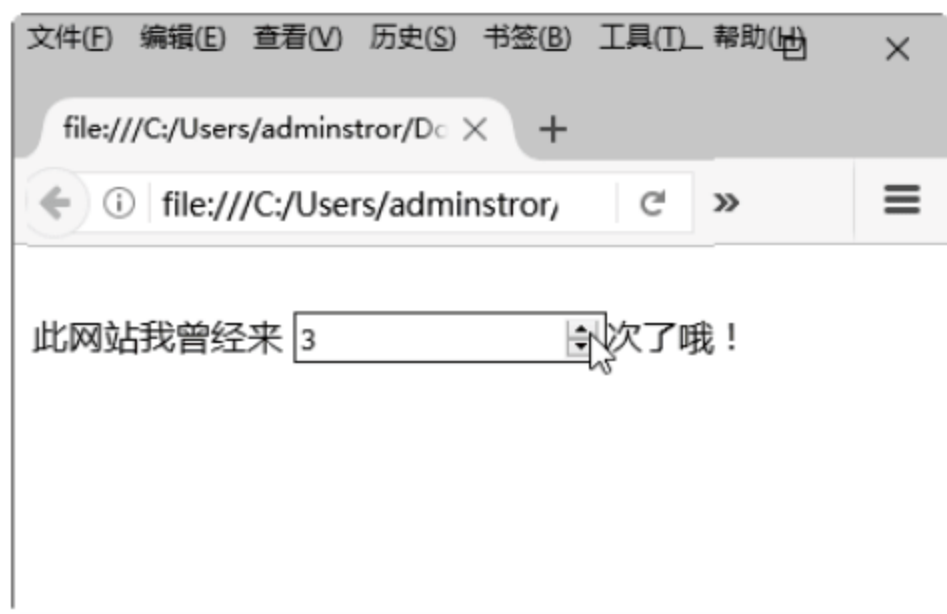 文件(F) 编辑(E) 查看(V) 历史(S) 书签(B) 工具(T) 帮助(H)
file:///C:/Users/adminstror/Do
file:///C:/Users/adminstror/
此网站我曾经来 3 次了哦！